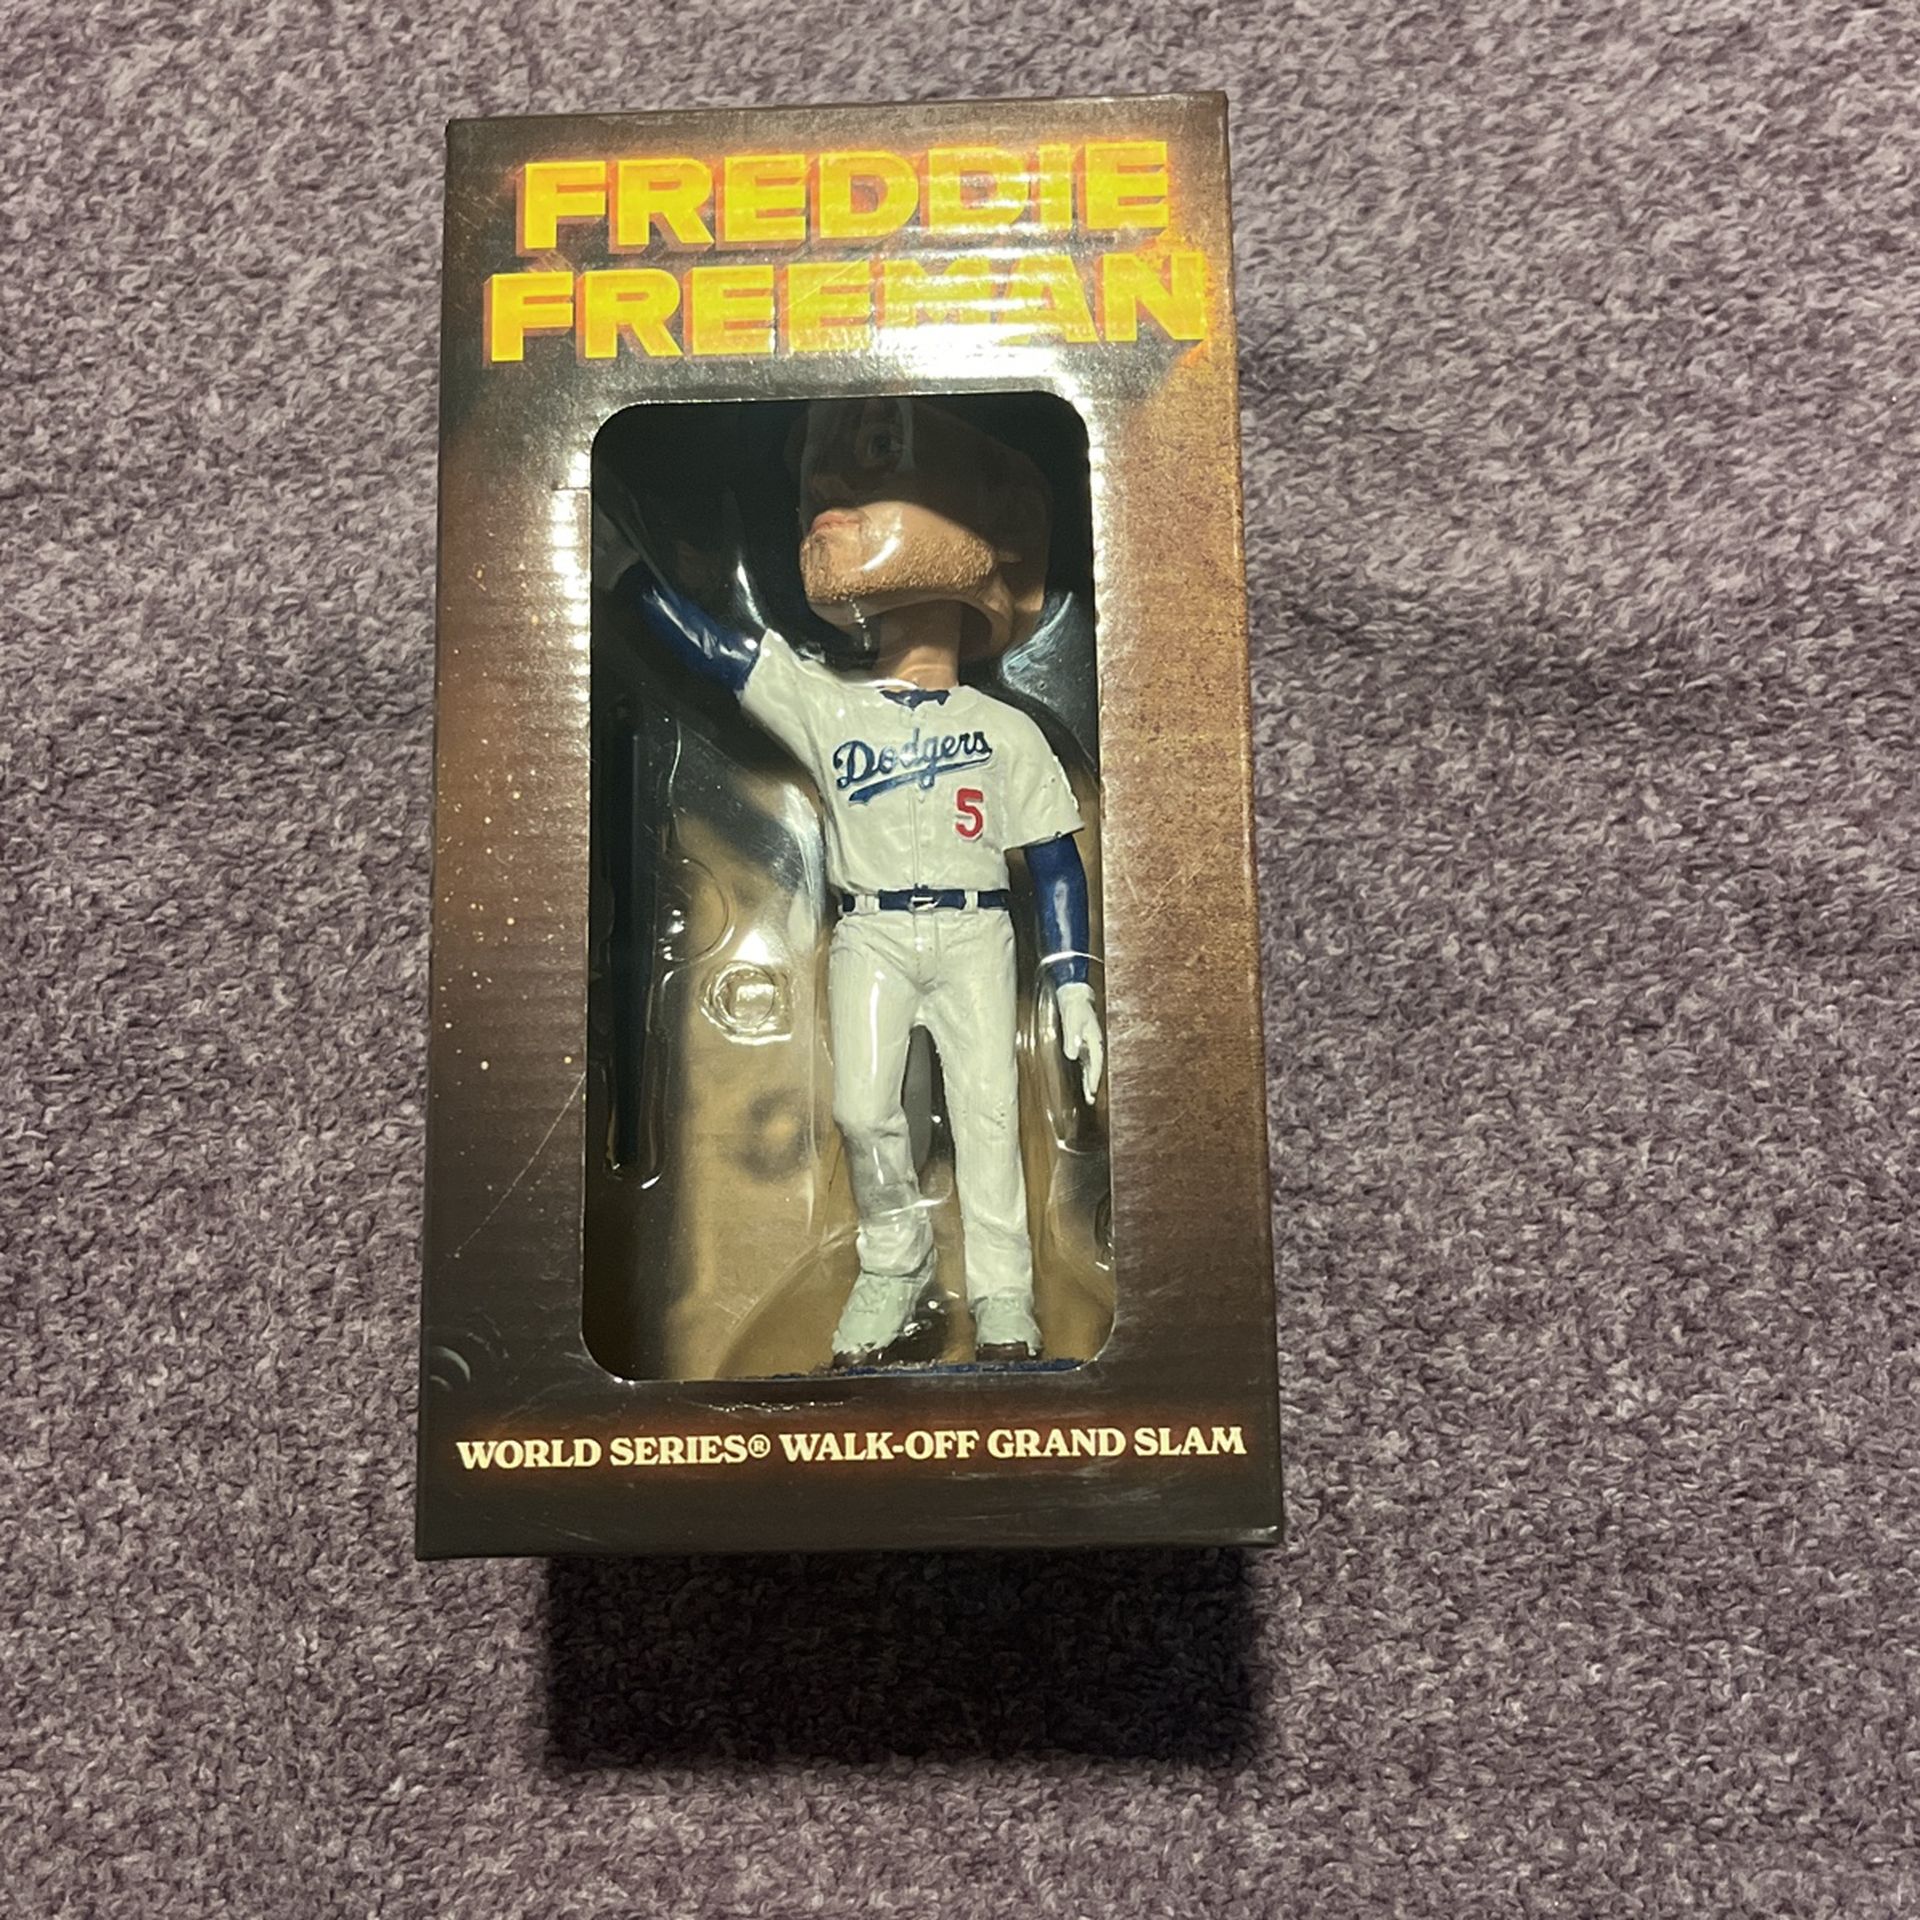 FREDDIE
FREEMAN
Dodgers
5
WORLD SERIES® WALK-OFF GRAND SLAM